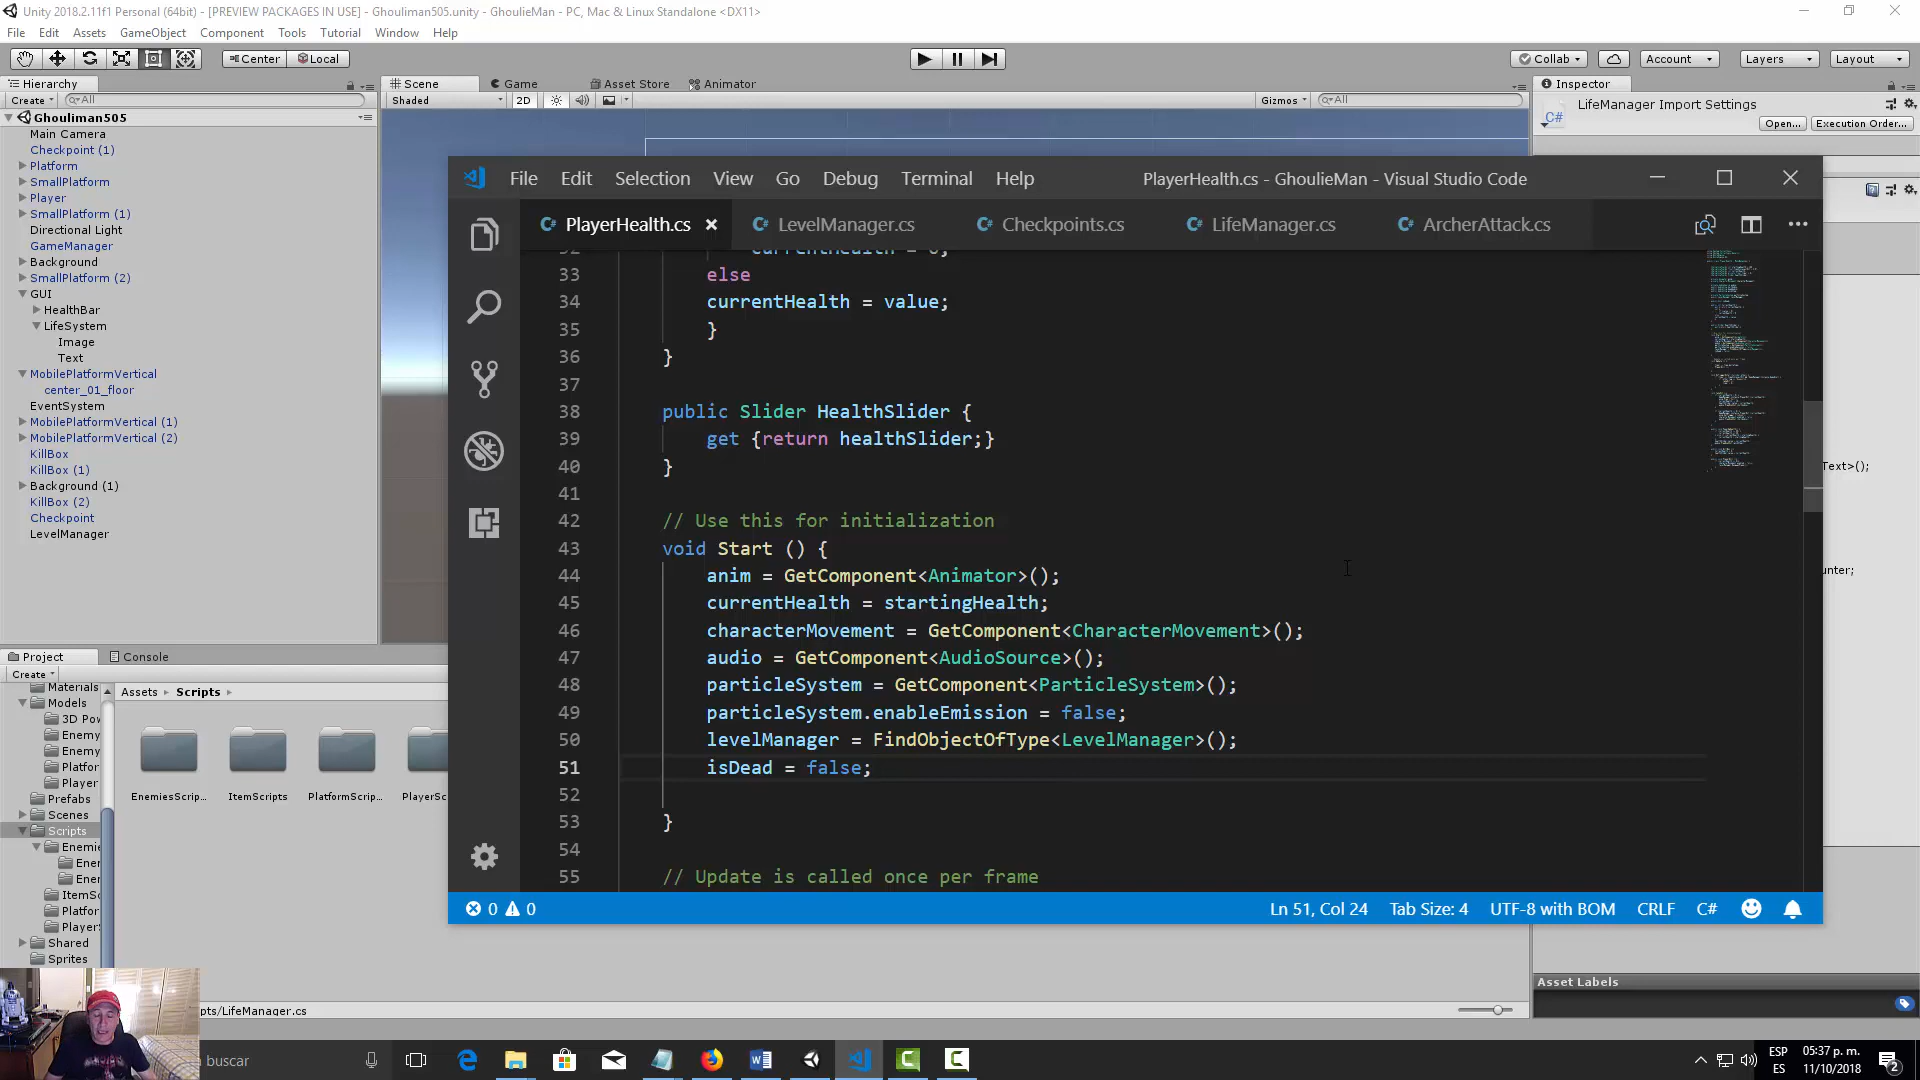 Unity 2018.2.11f1 Personal (64bit) - [PREVIEW PACKAGES IN USE] - Ghouliman505.unity - GhoulieMan - PC, Mac & Linux Standalone <DX11>
File Edit Assets GameObject Component Tools Tutorial Window Help
Center Local Collab Account Layers Layout
Hierarchy Scene Game Asset Store Animator Inspector
Create All Shaded 2D Gizmos All
LifeManager Import Settings
Open... Execution Order...
C#
Ghouliman505
Main Camera
Checkpoint (1)
Platform
SmallPlatform
Player
SmallPlatform (1)
Directional Light
GameManager
Background
SmallPlatform (2)
GUI
HealthBar
LifeSystem
Image
Text
MobilePlatformVertical
center_01_floor
EventSystem
MobilePlatformVertical (1)
MobilePlatformVertical (2)
KillBox
KillBox (1)
Background (1)
KillBox (2)
Checkpoint
LevelManager
File Edit Selection View Go Debug Terminal Help PlayerHealth.cs - GhoulieMan - Visual Studio Code
PlayerHealth.cs LevelManager.cs Checkpoints.cs LifeManager.cs ArcherAttack.cs
33 else
34 currentHealth = value;
35 }
36 }
37
38 public Slider HealthSlider {
39 get {return healthSlider;}
40 }
41
42 // Use this for initialization
43 void Start () {
44 anim = GetComponent<Animator>();
45 currentHealth = startingHealth;
46 characterMovement = GetComponent<CharacterMovement>();
47 audio = GetComponent<AudioSource>();
48 particleSystem = GetComponent<ParticleSystem>();
49 particleSystem.enableEmission = false;
50 levelManager = FindObjectOfType<LevelManager>();
51 isDead = false;
52
53 }
54
55 // Update is called once per frame
0 0 Ln 51, Col 24 Tab Size: 4 UTF-8 with BOM CRLF C#
Text>();
unter;
Project Console
Create
Assets Scripts
Materials
Models
3D Pow
Enemy
Enemy
Platfor
Player
Prefabs
Scenes
Scripts
Enemie
Ener
Ener
ItemSc
Platfor
Player
Shared
Sprites
EnemiesScrip... ItemScripts PlatformScrip... PlayerSc
pts/LifeManager.cs
Asset Labels
buscar
ESP
ES
05:37 p. m.
11/10/2018
2